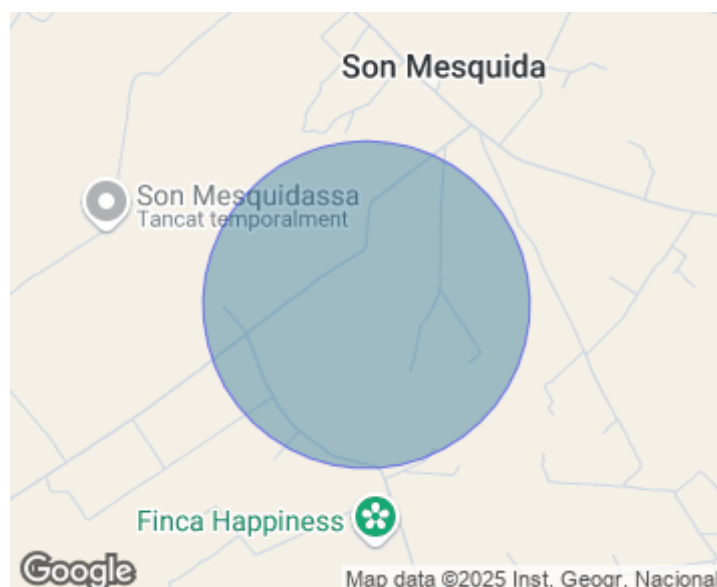 Son Mesquida
Son Mesquidassa
Tancat temporalment
Finca Happiness
Google
Map data ©2025 Inst. Geogr. Nacional